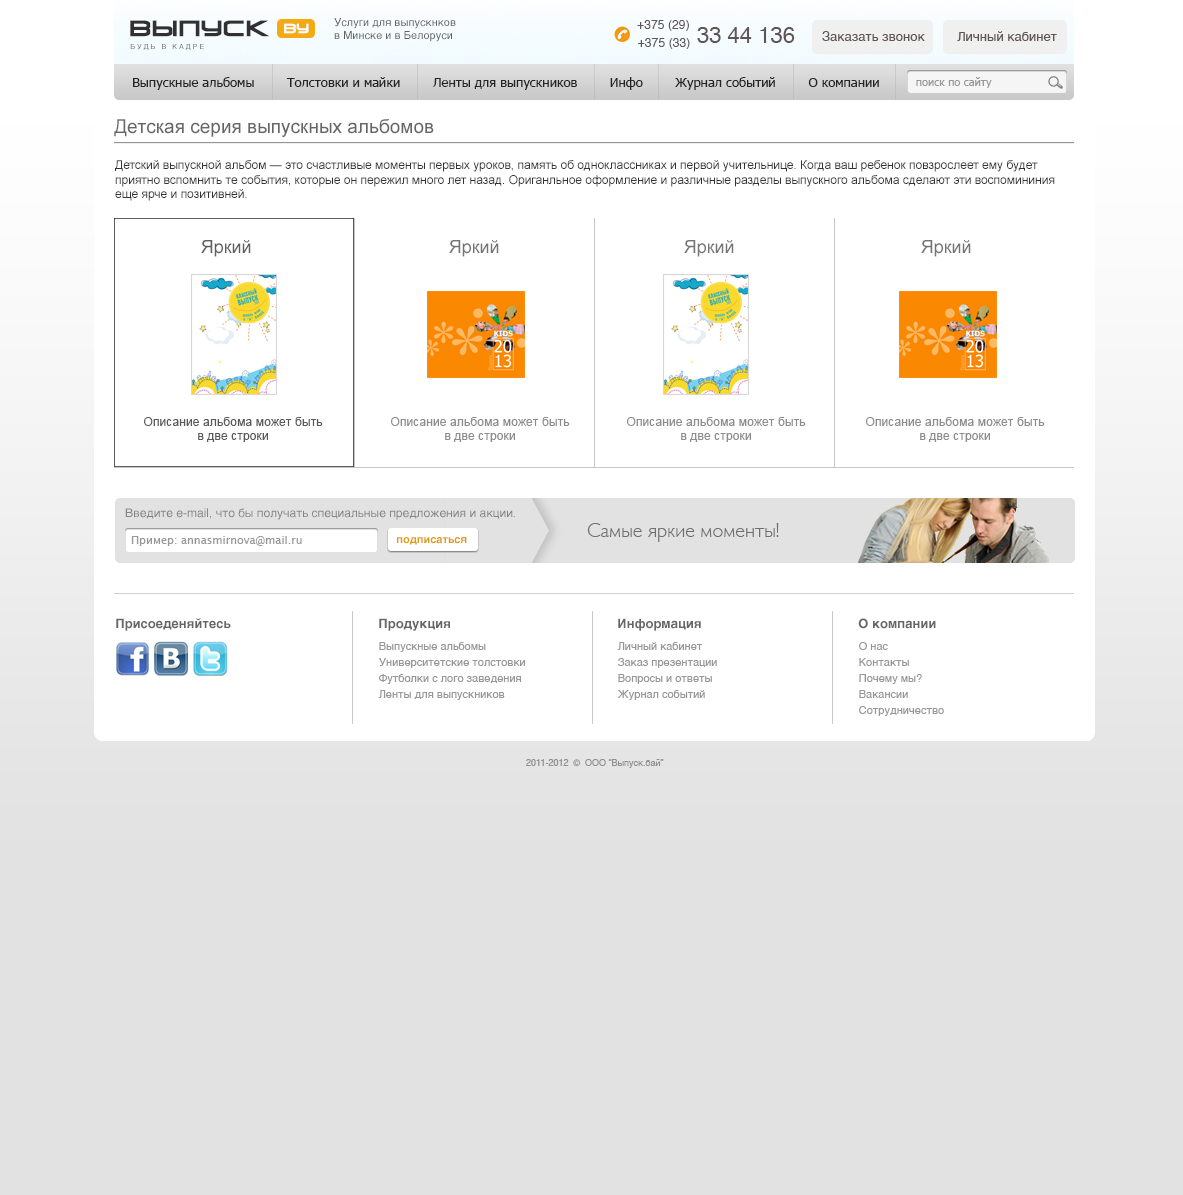 ВЫПУСК BY
БУДЬ В КАДРЕ
Услуги для выпускнков
в Минске и в Белоруси
+375 (29)
+375 (33)
33 44 136
Заказать звонок
Личный кабинет
Выпускные альбомы
Толстовки и майки
Ленты для выпускников
Инфо
Журнал событий
О компании
поиск по сайту
Детская серия выпускных альбомов
Детский выпускной альбом — это счастливые моменты первых уроков, память об одноклассниках и первой учительнице. Когда ваш ребенок повзрослеет ему будет
приятно вспомнить те события, которые он пережил много лет назад.Ориганльное оформление и различные разделы выпускного альбома сделают эти воспомининия
еще ярче и позитивней.
Яркий
КЛАССНЫЙ
ВЫПУСК
Описание альбома может быть
в две строки
Яркий
KIDS
20
13
Описание альбома может быть
в две строки
Яркий
КЛАССНЫЙ
ВЫПУСК
Описание альбома может быть
в две строки
Яркий
KIDS
20
13
Описание альбома может быть
в две строки
Введите e-mail, что бы получать специальные предложения и акции.
Пример: annasmirnova@mail.ru
подписаться
Самые яркие моменты!
Присоеденяйтесь
f
B
t
Продукция
Выпускные альбомы
Университетские толстовки
Футболки с лого заведения
Ленты для выпускников
Информация
Личный кабинет
Заказ презентации
Вопросы и ответы
Журнал событий
О компании
О нас
Контакты
Почему мы?
Вакансии
Сотрудничество
2011-2012 © ООО "Выпуск.бай"